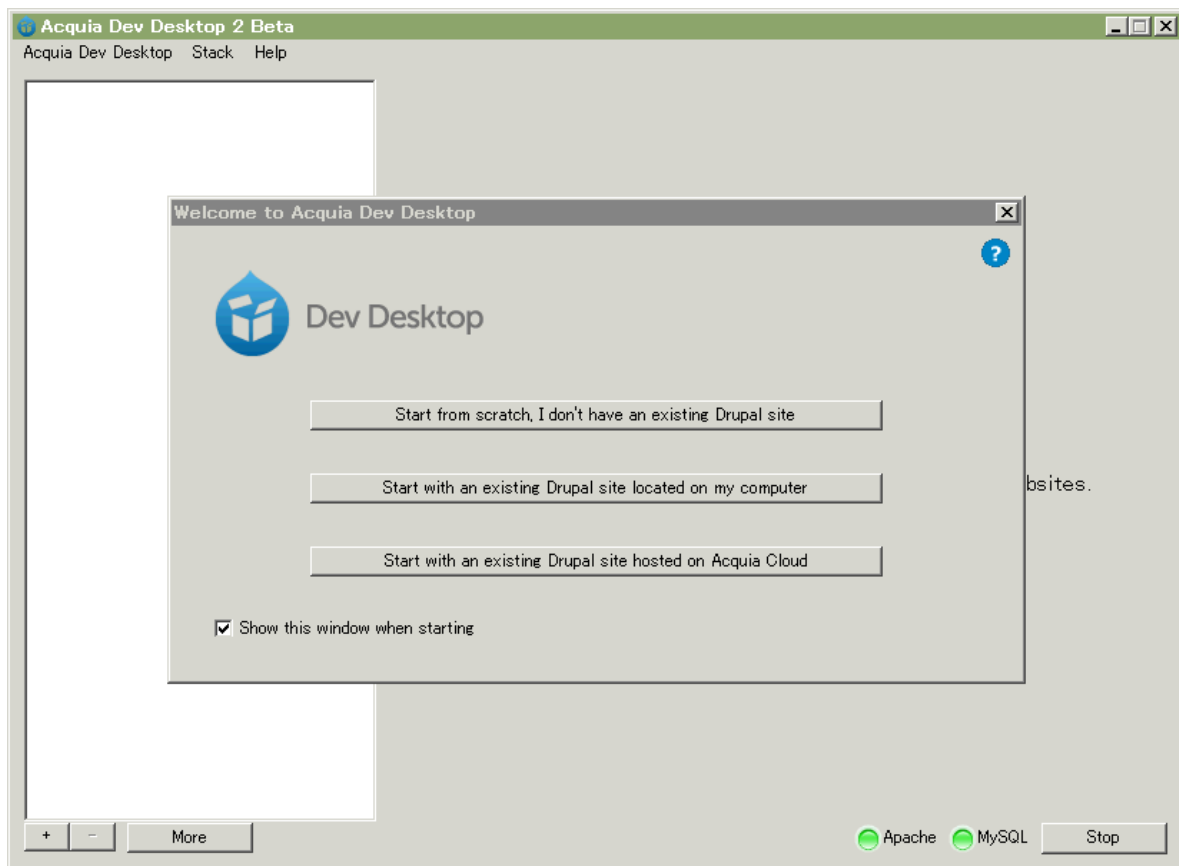 Acquia Dev Desktop 2 Beta
Acquia Dev Desktop Stack Help
Welcome to Acquia Dev Desktop
?
Dev Desktop
Start from scratch, I don't have an existing Drupal site
Start with an existing Drupal site located on my computer
bsites.
Start with an existing Drupal site hosted on Acquia Cloud
Show this window when starting
+ - More Apache MySQL Stop